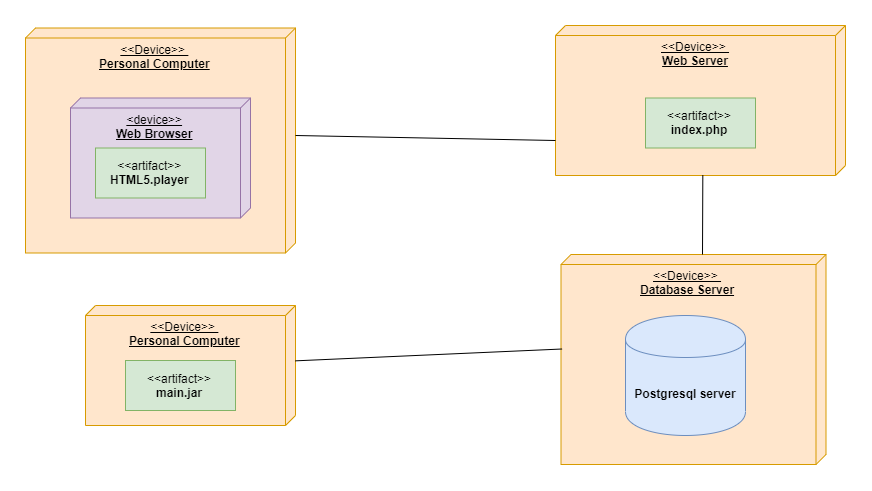 <<Device>>
Personal Computer
<device>>
Web Browser
<<artifact>>
HTML5.player
<<Device>>
Web Server
<<artifact>>
index.php
<<Device>>
Personal Computer
<<artifact>>
main.jar
<<Device>>
Database Server
Postgresql server